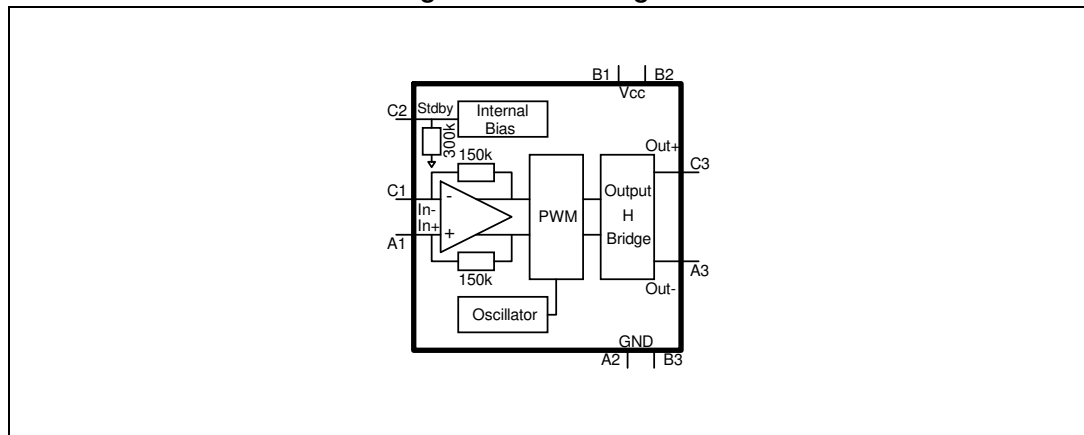 B1 B2
Vcc
C2 Stdby
Internal
Bias
300k
150k
Out+
C3
C1
In-
-
In+
+
A1
PWM
Output
H
Bridge
A3
150k
Out-
Oscillator
GND
A2 B3